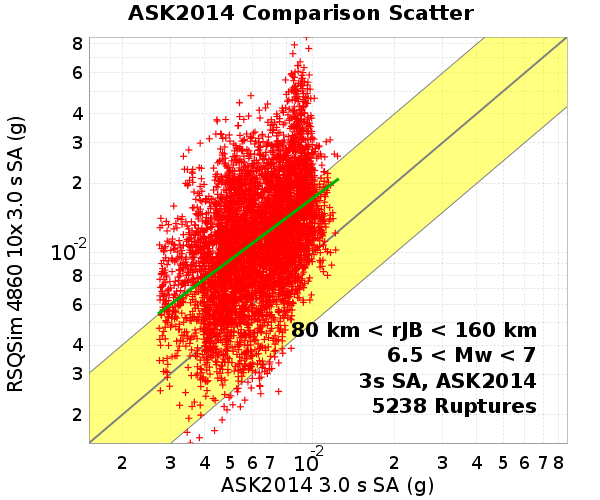 ASK2014 Comparison Scatter
RSQSim 4860 10x 3.0 s SA (g)
8
6
4
3
2
10-2
8
6
4
3
2
80 km < rJB < 160 km
6.5 < Mw < 7
3s SA, ASK2014
5238 Ruptures
2 3 4 5 6 7 10-2 2 3 4 5 6 7 8
ASK2014 3.0 s SA (g)